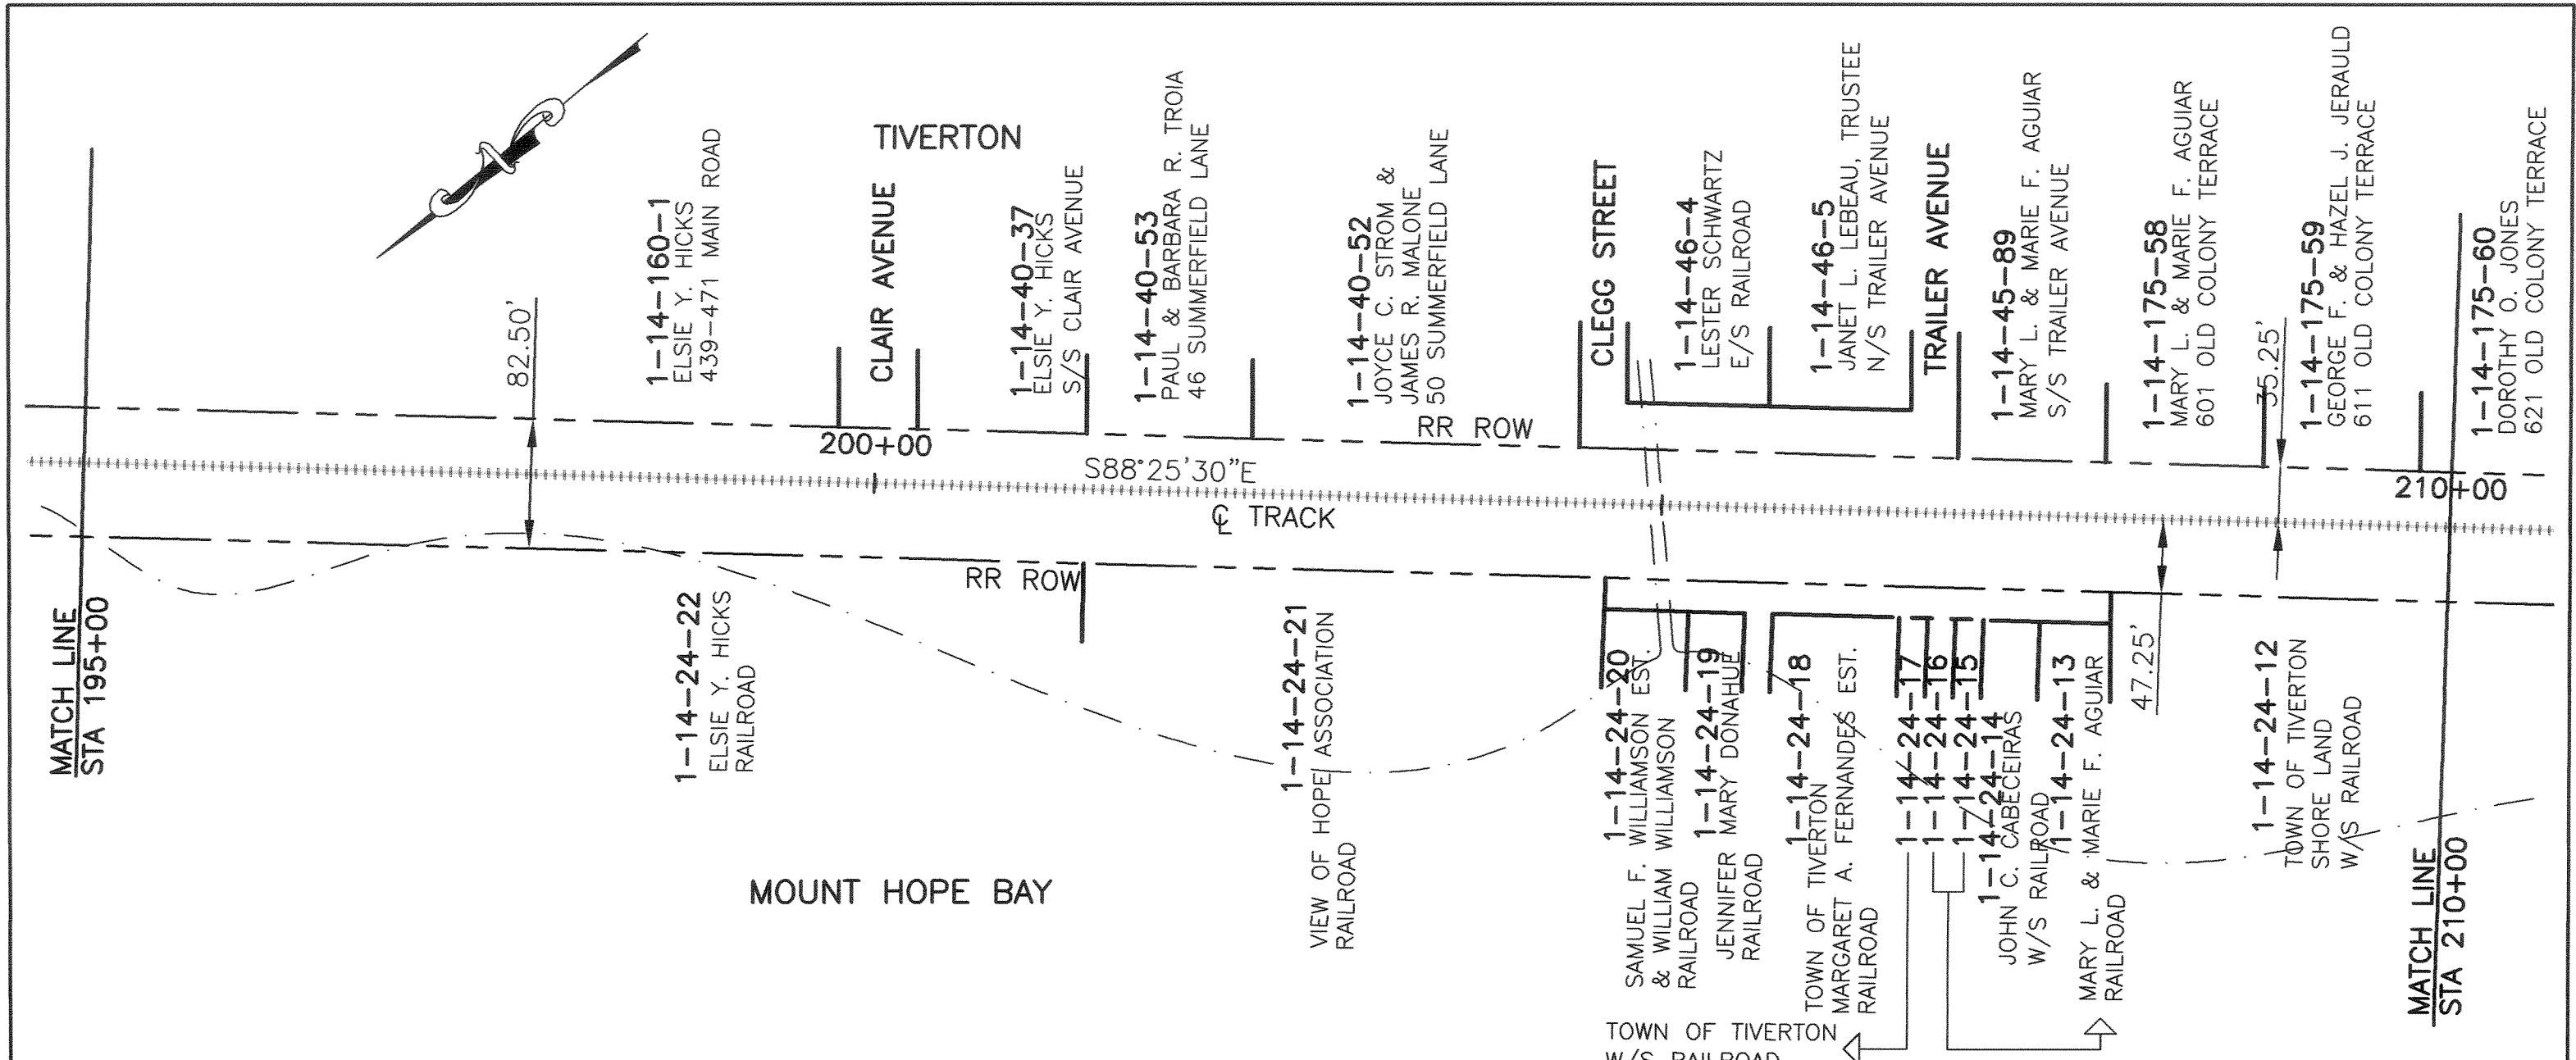 TIVERTON
82.50'
1-14-160-1
ELSIE Y. HICKS
439-471 MAIN ROAD
CLAIR AVENUE
1-14-40-37
ELSIE Y. HICKS
S/S CLAIR AVENUE
1-14-40-53
PAUL & BARBARA R. TROIA
46 SUMMERFIELD LANE
1-14-40-52
JOYCE C. STROM &
JAMES R. MALONE
50 SUMMERFIELD LANE
CLEGG STREET
1-14-46-4
LESTER SCHWARTZ
E/S RAILROAD
1-14-46-5
JANET L. LEBEAU, TRUSTEE
N/S TRAILER AVENUE
TRAILER AVENUE
1-14-45-89
MARY L. & MARIE F. AGUIAR
S/S TRAILER AVENUE
1-14-175-58
MARY L. & MARIE F. AGUIAR
601 OLD COLONY TERRACE
35.25'
1-14-175-59
GEORGE F. & HAZEL J. JERAULD
611 OLD COLONY TERRACE
1-14-175-60
DOROTHY O. JONES
621 OLD COLONY TERRACE
N
200+00
RR ROW
S88°25'30"E
210+00
℄ TRACK
RR ROW
MATCH LINE
STA 195+00
1-14-24-22
ELSIE Y. HICKS
RAILROAD
1-14-24-21
VIEW OF HOPE ASSOCIATION
RAILROAD
1-14-24-20
SAMUEL F. WILLIAMSON EST.
& WILLIAM WILLIAMSON
RAILROAD
1-14-24-19
JENNIFER MARY DONAHUE
RAILROAD
1-14-24-18
TOWN OF TIVERTON
MARGARET A. FERNANDES EST.
RAILROAD
1-14-24-17
1-14-24-16
1-14-24-15
1-14-24-14
JOHN C. CABECEIRAS
W/S RAILROAD
1-14-24-13
MARY L. & MARIE F. AGUIAR
RAILROAD
47.25'
1-14-24-12
TOWN OF TIVERTON
SHORE LAND
W/S RAILROAD
MATCH LINE
STA 210+00
MOUNT HOPE BAY
TOWN OF TIVERTON
W/S RAILROAD